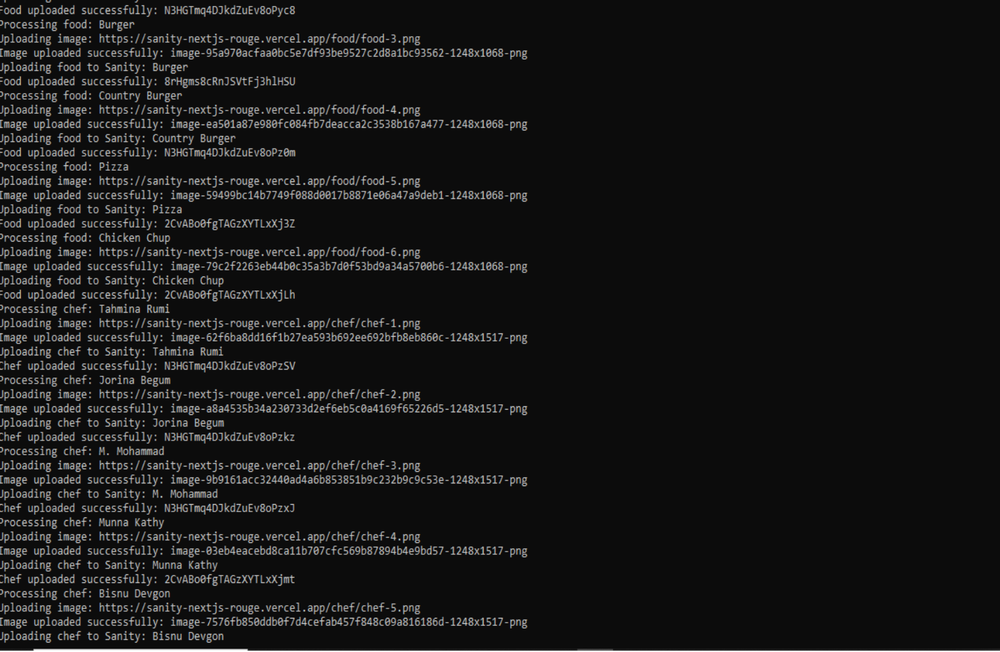 Food uploaded successfully: N3HGTmq4DJkdZuEv8oPyc8
Processing food: Burger
Uploading image: https://sanity-nextjs-rouge.vercel.app/food/food-3.png
Image uploaded successfully: image-95a970acfaa0bc5e7df93be9527c2d8a1bc93562-1248x1068-png
Uploading food to Sanity: Burger
Food uploaded successfully: 8rHgms8cRnJSVtFj3hlHSU
Processing food: Country Burger
Uploading image: https://sanity-nextjs-rouge.vercel.app/food/food-4.png
Image uploaded successfully: image-ea501a87e980fc084fb7deacca2c3538b167a477-1248x1068-png
Uploading food to Sanity: Country Burger
Food uploaded successfully: N3HGTmq4DJkdZuEv8oPz0m
Processing food: Pizza
Uploading image: https://sanity-nextjs-rouge.vercel.app/food/food-5.png
Image uploaded successfully: image-59499bc14b7749f088d0017b8871e06a47a9deb1-1248x1068-png
Uploading food to Sanity: Pizza
Food uploaded successfully: 2CvABo0fgTAGzXYTLxXj3Z
Processing food: Chicken Chup
Uploading image: https://sanity-nextjs-rouge.vercel.app/food/food-6.png
Image uploaded successfully: image-79c2f2263eb44b0c35a3b7d0f53bd9a34a5700b6-1248x1068-png
Uploading food to Sanity: Chicken Chup
Food uploaded successfully: 2CvABo0fgTAGzXYTLxXjLh
Processing chef: Tahmina Rumi
Uploading image: https://sanity-nextjs-rouge.vercel.app/chef/chef-1.png
Image uploaded successfully: image-62f6ba8dd16f1b27ea593b692ee692bfb8eb860c-1248x1517-png
Uploading chef to Sanity: Tahmina Rumi
Chef uploaded successfully: N3HGTmq4DJkdZuEv8oPzSV
Processing chef: Jorina Begum
Uploading image: https://sanity-nextjs-rouge.vercel.app/chef/chef-2.png
Image uploaded successfully: image-a8a4535b34a230733d2ef6eb5c0a4169f65226d5-1248x1517-png
Uploading chef to Sanity: Jorina Begum
Chef uploaded successfully: N3HGTmq4DJkdZuEv8oPzkz
Processing chef: M. Mohammad
Uploading image: https://sanity-nextjs-rouge.vercel.app/chef/chef-3.png
Image uploaded successfully: image-9b9161acc32440ad4a6b853851b9c232b9c9c53e-1248x1517-png
Uploading chef to Sanity: M. Mohammad
Chef uploaded successfully: N3HGTmq4DJkdZuEv8oPzxJ
Processing chef: Munna Kathy
Uploading image: https://sanity-nextjs-rouge.vercel.app/chef/chef-4.png
Image uploaded successfully: image-03eb4eacebd8ca11b707cfc569b87894b4e9bd57-1248x1517-png
Uploading chef to Sanity: Munna Kathy
Chef uploaded successfully: 2CvABo0fgTAGzXYTLxXjmt
Processing chef: Bisnu Devgon
Uploading image: https://sanity-nextjs-rouge.vercel.app/chef/chef-5.png
Image uploaded successfully: image-7576fb850ddb0f7d4cefab457f848c09a816186d-1248x1517-png
Uploading chef to Sanity: Bisnu Devgon